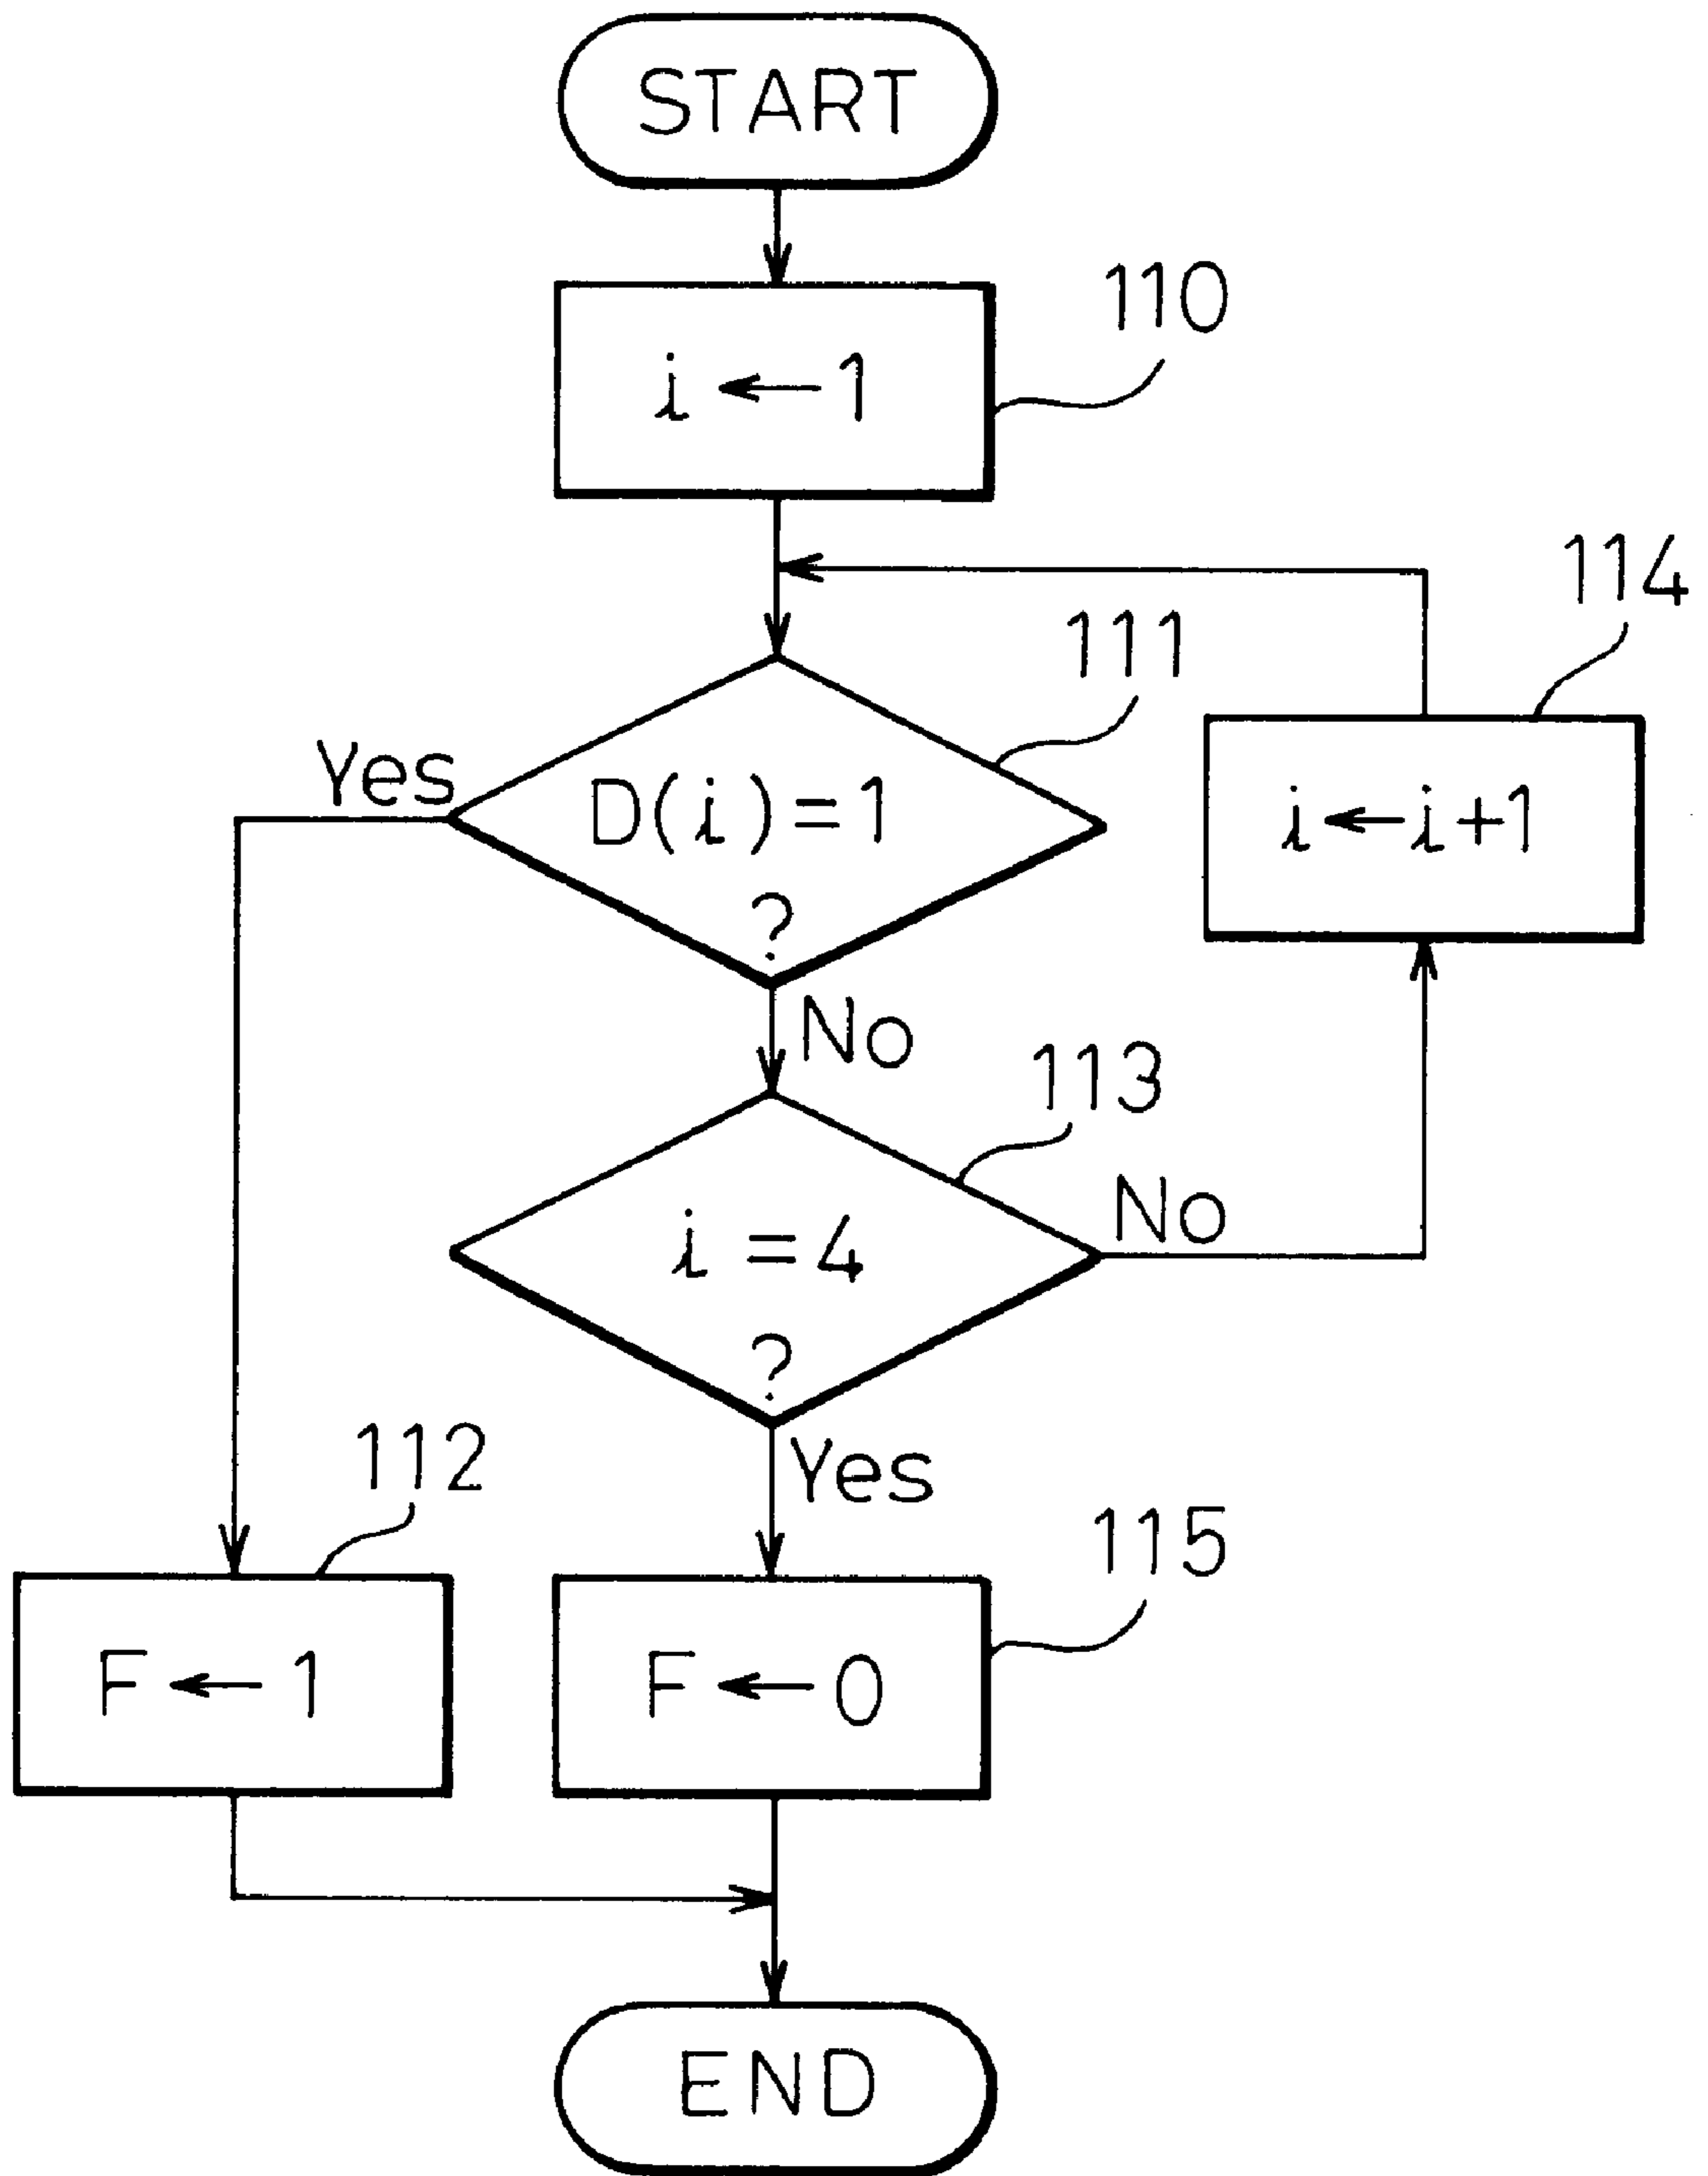 START
110
i ← 1
114
111
Yes
D(i)=1
?
i←i+1
No
113
No
i =4
?
112
Yes
115
F ← 1
F ← 0
END